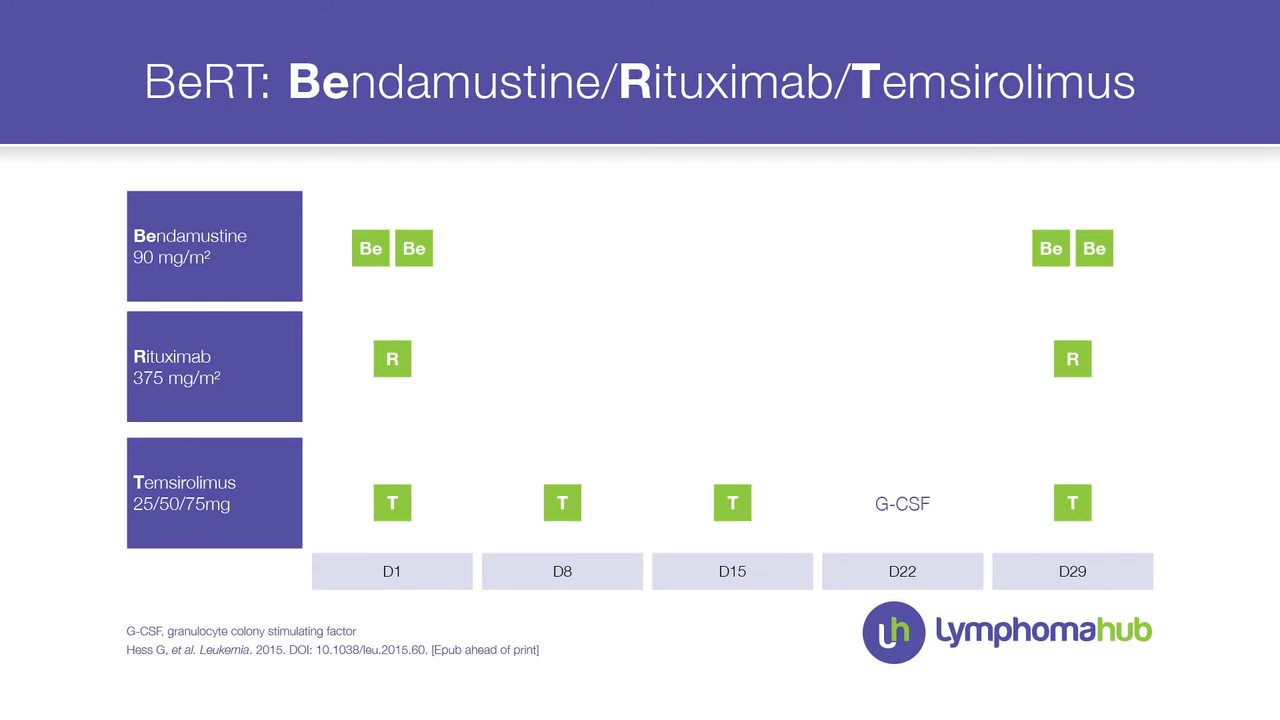 BeRT: Bendamustine/Rituximab/Temsirolimus
Bendamustine
90 mg/m²
Be Be Be Be
Rituximab
375 mg/m²
R R
Temsirolimus
25/50/75mg
T T T G-CSF T
D1 D8 D15 D22 D29
G-CSF, granulocyte colony stimulating factor
Hess G, et al. Leukemia. 2015. DOI: 10.1038/leu.2015.60. [Epub ahead of print]
lh lymphomahub